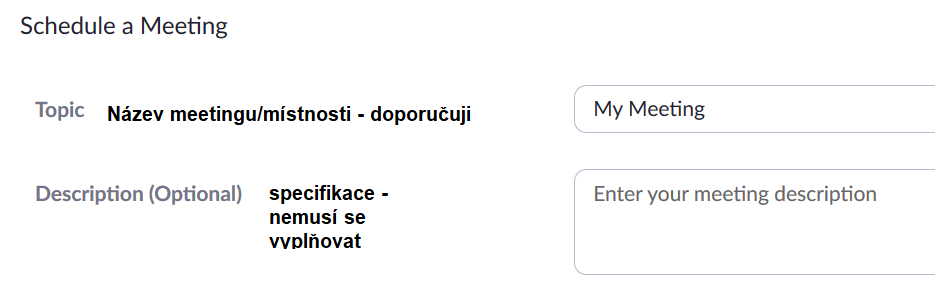 Schedule a Meeting
Topic Název meetingu/místnosti - doporučuji My Meeting
Description (Optional) specifikace - Enter your meeting description
nemusí se
vyplňovat